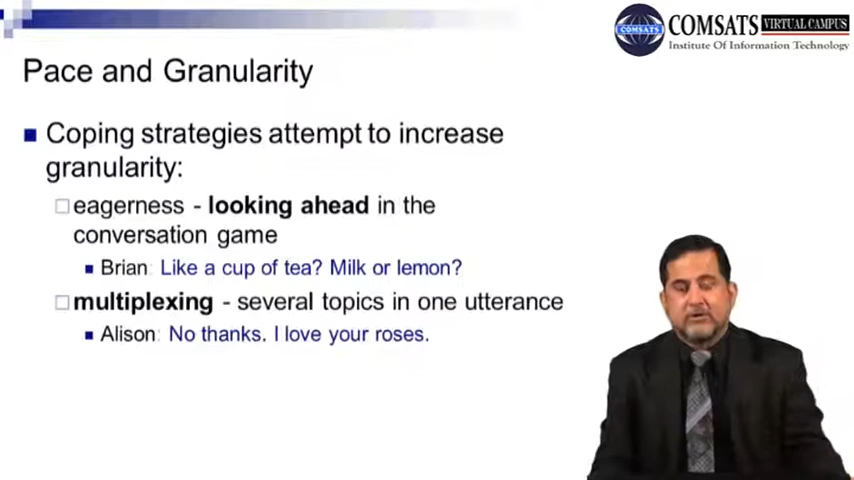 COMSATS VIRTUAL CAMPUS
COMSATS
Institute Of Information Technology
Pace and Granularity
Coping strategies attempt to increase
granularity:
eagerness - looking ahead in the
conversation game
Brian: Like a cup of tea? Milk or lemon?
multiplexing - several topics in one utterance
Alison: No thanks. I love your roses.